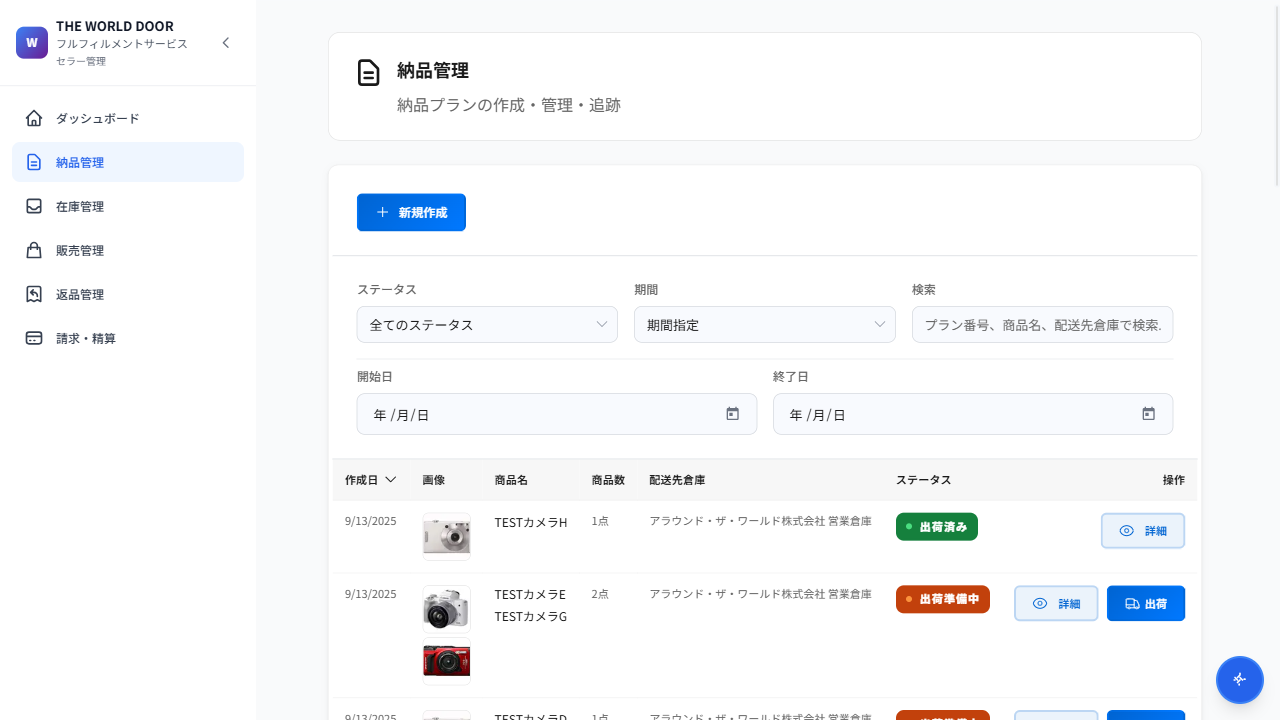 W
THE WORLD DOOR
フルフィルメントサービス
セラー管理
ダッシュボード
納品管理
在庫管理
販売管理
返品管理
請求・精算
納品管理
納品プランの作成・管理・追跡
新規作成
ステータス 期間 検索
全てのステータス 期間指定 プラン番号、商品名、配送先倉庫で検索.
開始日 終了日
年 /月/日 年 /月/日
作成日 画像 商品名 商品数 配送先倉庫 ステータス 操作
9/13/2025 TESTカメラH 1点 アラウンド・ザ・ワールド株式会社 営業倉庫 出荷済み 詳細
9/13/2025 TESTカメラE 2点 アラウンド・ザ・ワールド株式会社 営業倉庫 出荷準備中 詳細 出荷
TESTカメラG
9/13/2025 TESTカメラD 1点 アラウンド・ザ・ワールド株式会社 営業倉庫